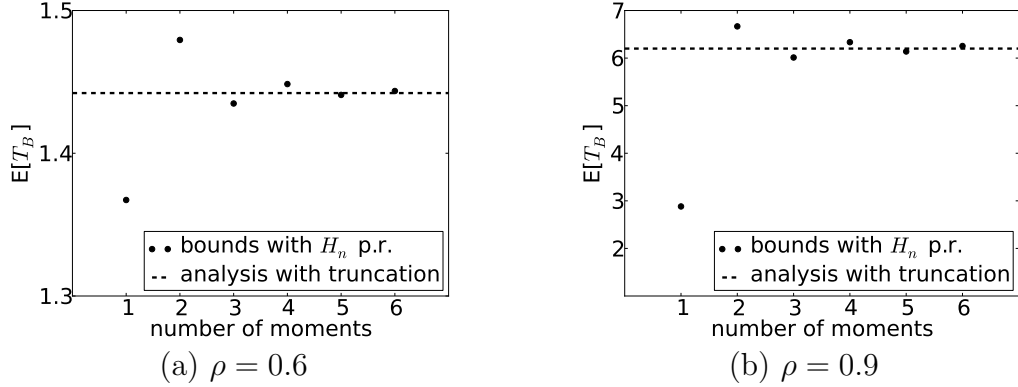 1.5
1.4
1.3
E[T_B]
1 2 3 4 5 6
number of moments
bounds with H_n p.r.
analysis with truncation
(a) ρ = 0.6
7
6
5
4
3
2
E[T_B]
1 2 3 4 5 6
number of moments
bounds with H_n p.r.
analysis with truncation
(b) ρ = 0.9